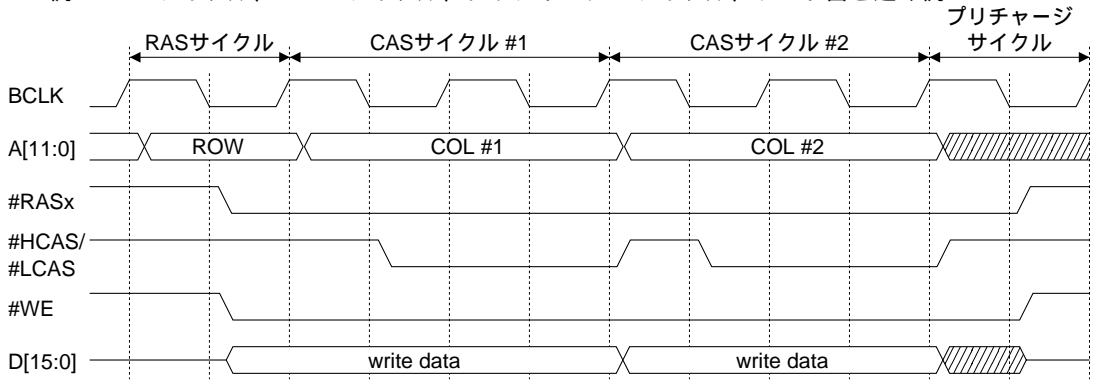 プリチャージ
RASサイクル CASサイクル #1 CASサイクル #2 サイクル
BCLK
A[11:0] ROW COL #1 COL #2
#RASx
#HCAS/
#LCAS
#WE
D[15:0] write data write data